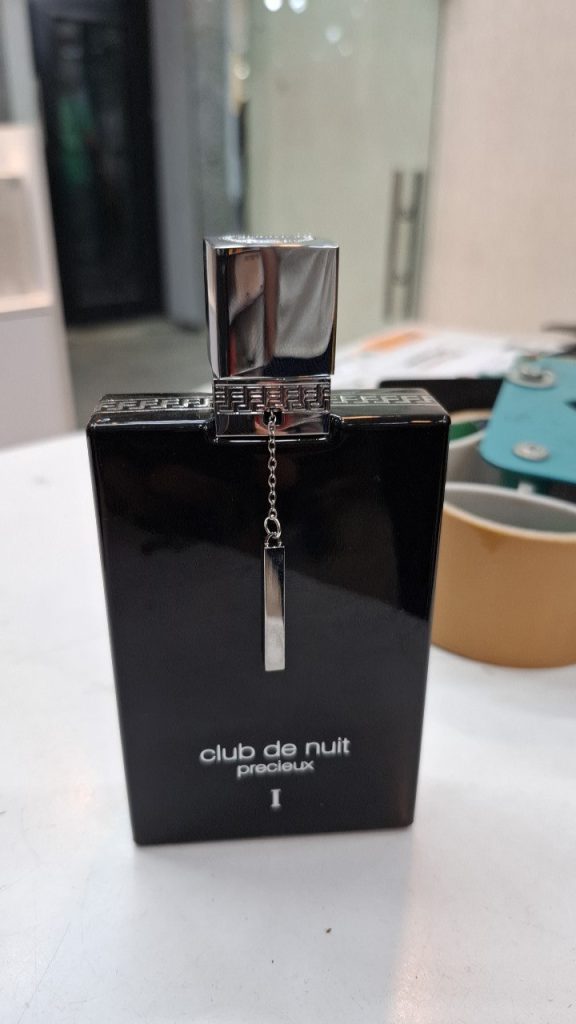 club de nuit
precieux
I